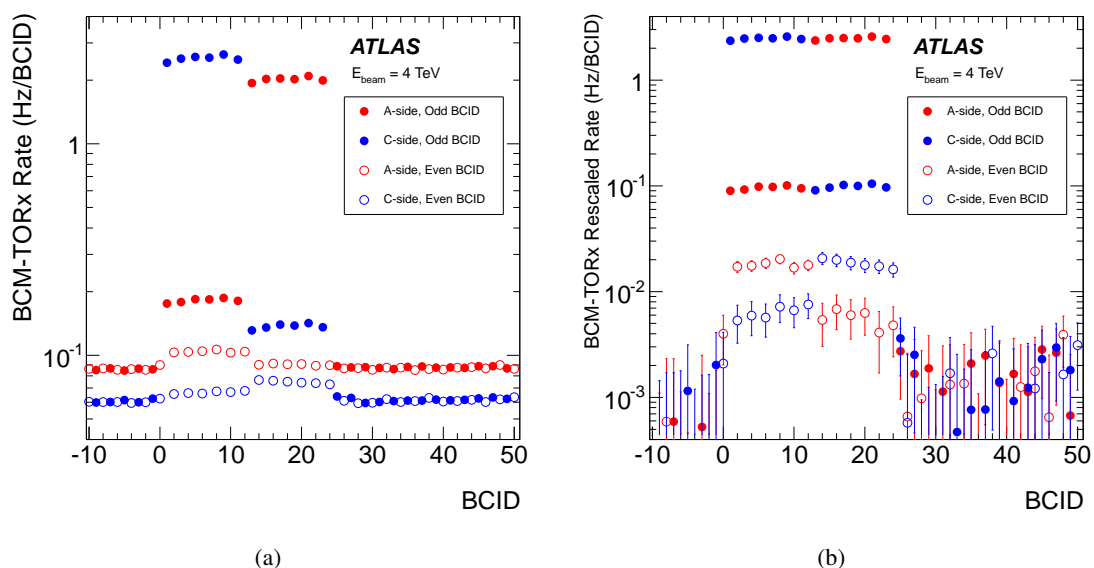 BCM-TORx Rate (Hz/BCID)
1
10^-1
ATLAS
E_beam = 4 TeV
A-side, Odd BCID
C-side, Odd BCID
A-side, Even BCID
C-side, Even BCID
-10 0 10 20 30 40 50
BCID
(a)
BCM-TORx Rescaled Rate (Hz/BCID)
1
10^-1
10^-2
10^-3
ATLAS
E_beam = 4 TeV
A-side, Odd BCID
C-side, Odd BCID
A-side, Even BCID
C-side, Even BCID
-10 0 10 20 30 40 50
BCID
(b)